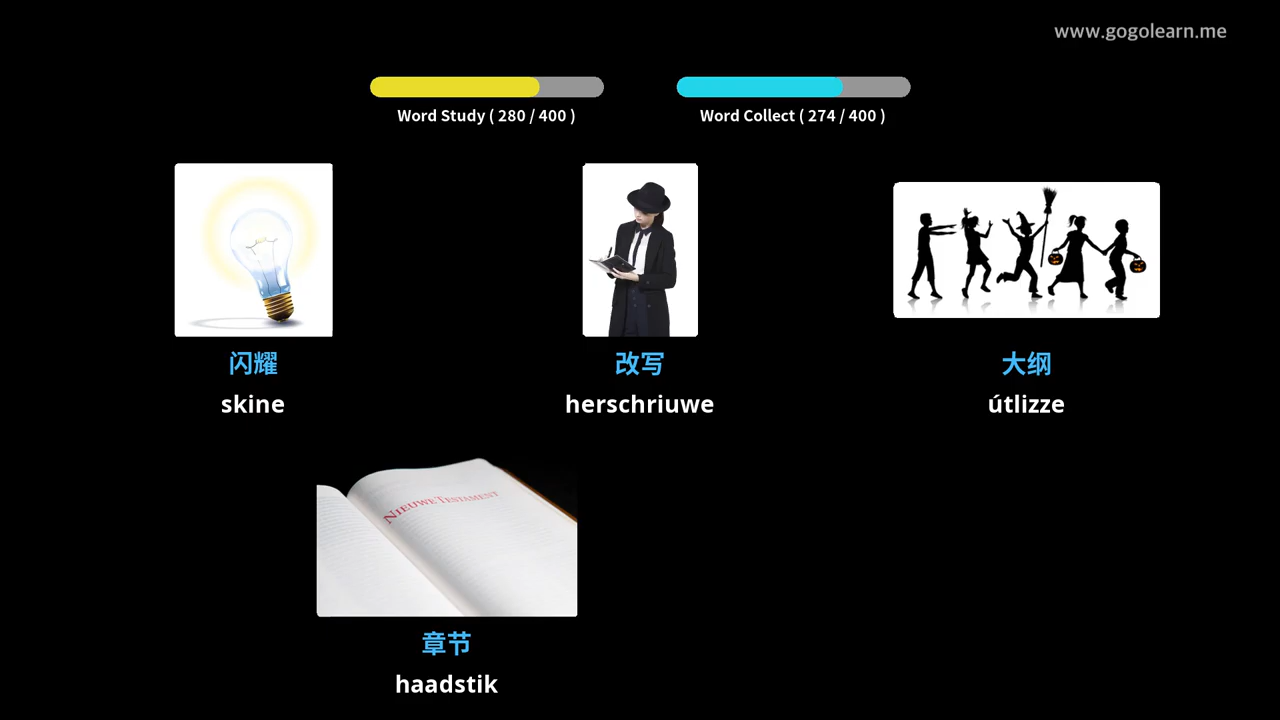 www.gogolearn.me
Word Study ( 280 / 400 )
Word Collect ( 274 / 400 )
闪耀
skine
改写
herschriuwe
大纲
útlizze
NIEUWE TESTAMENT
章节
haadstik